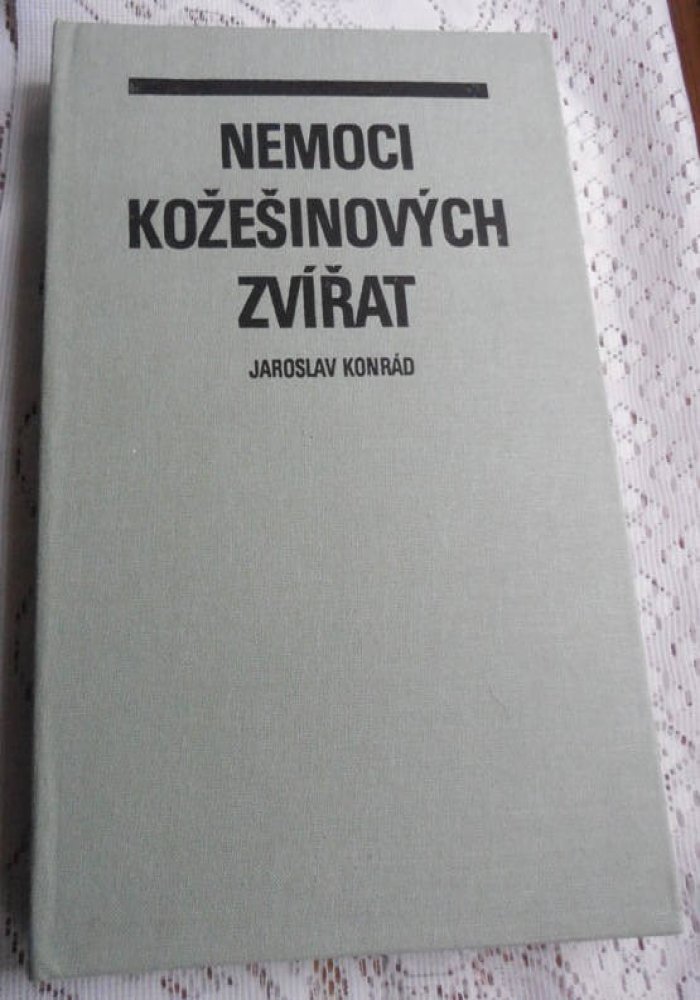 NEMOCI
KOŽEŠINOVÝCH
ZVÍŘAT
JAROSLAV KONRÁD